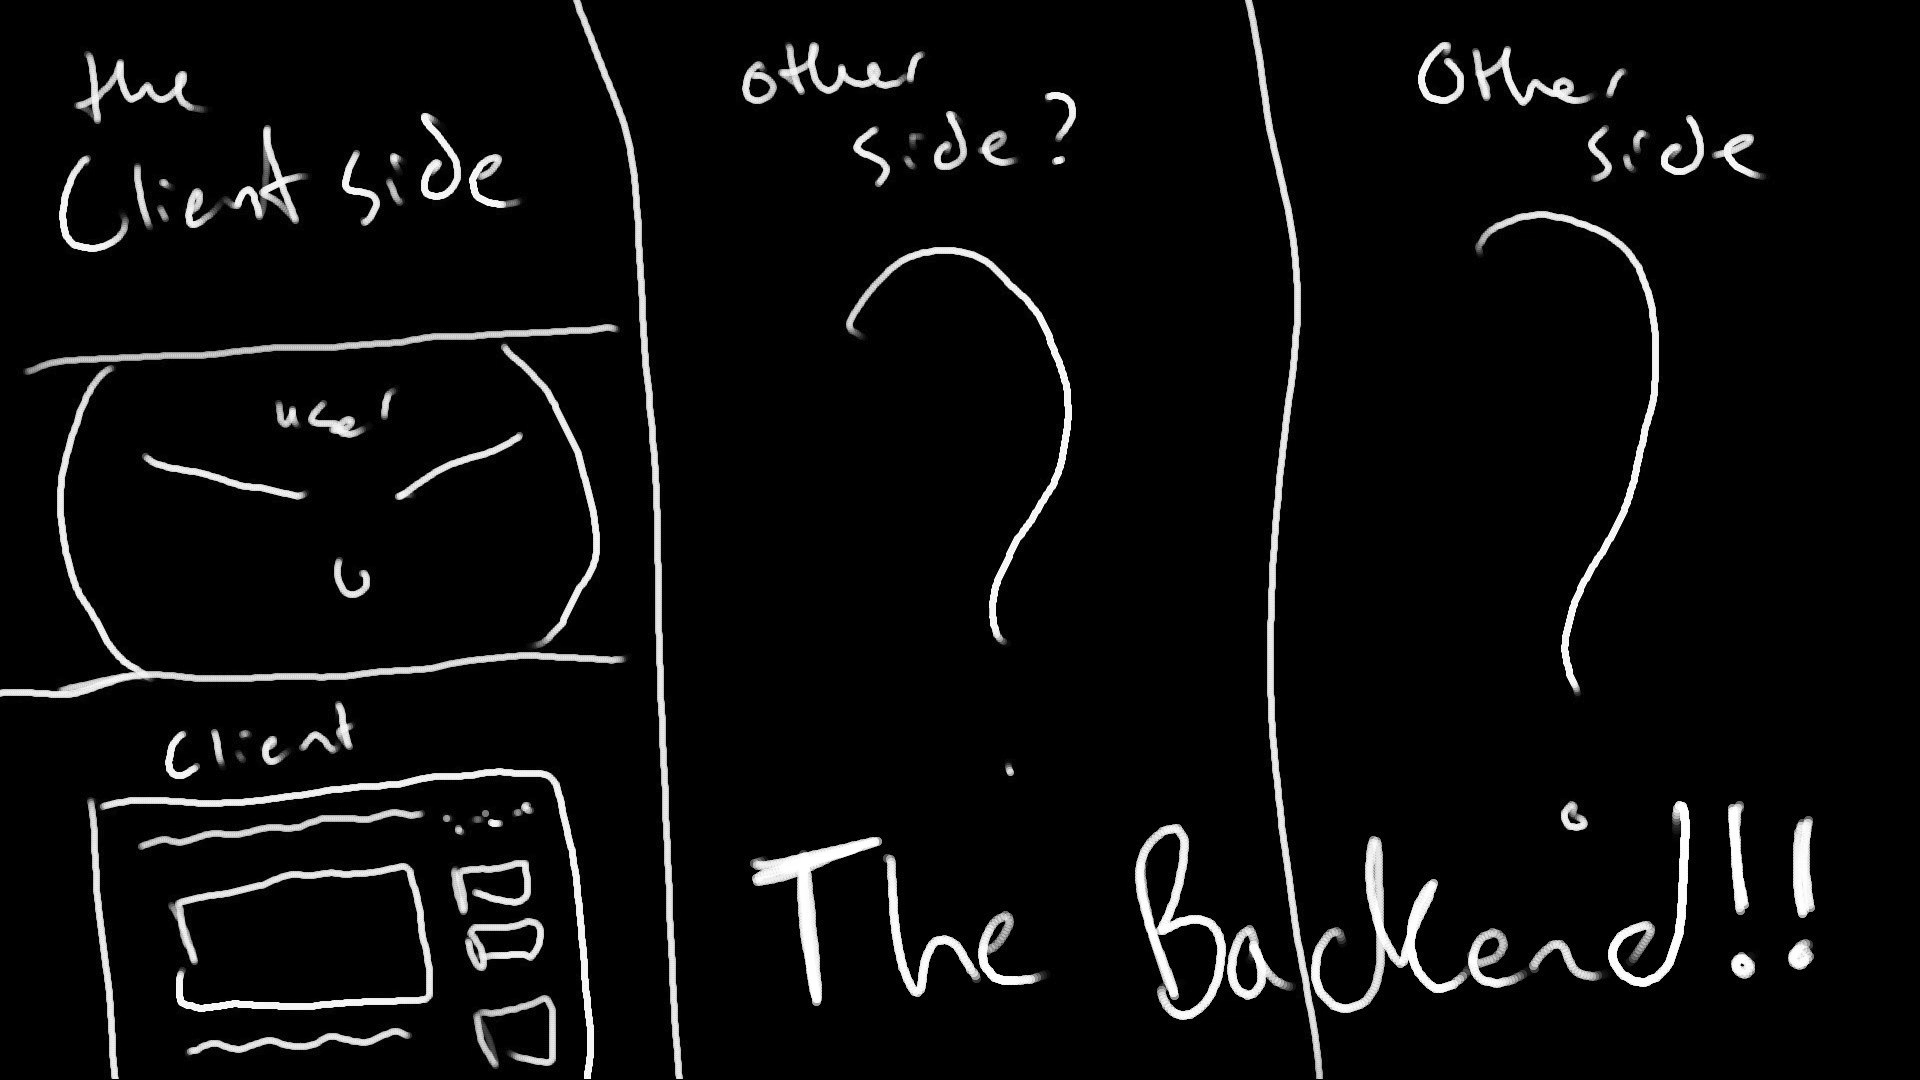 the
Client side
user
Client
other
side?
?
Other
side
?
The Backend!!